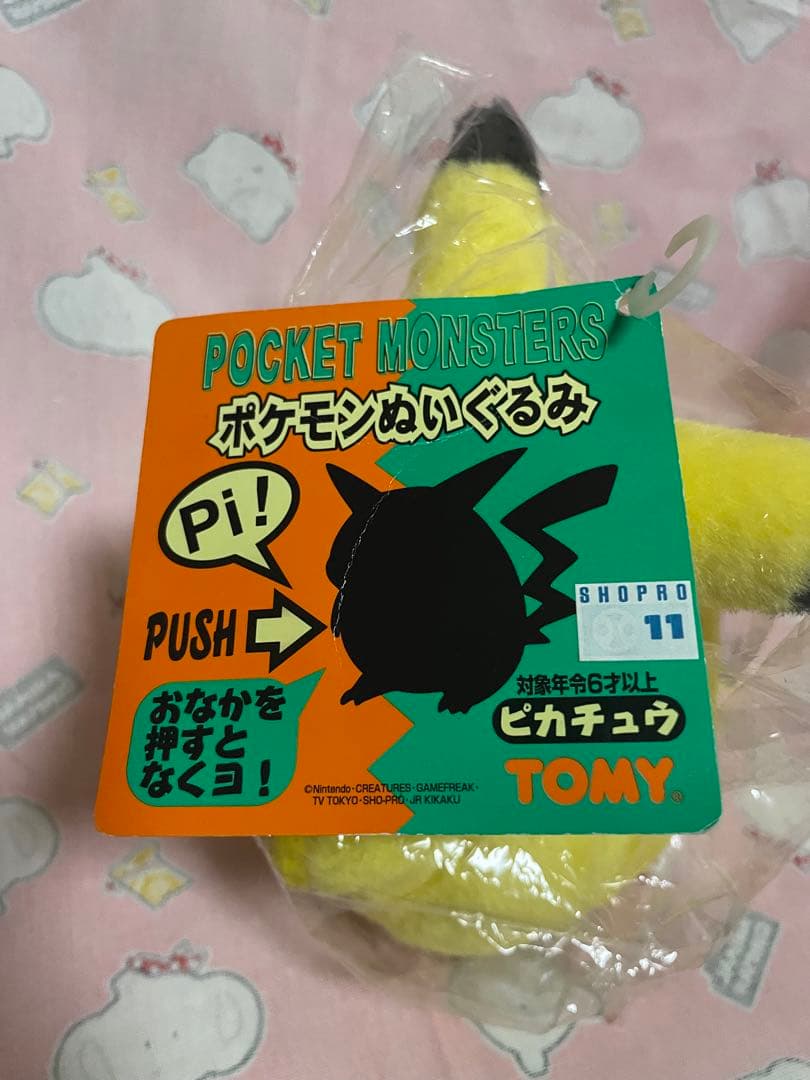 POCKET MONSTERS
ポケモンぬいぐるみ
Pi!
PUSH
SHOPRO
11
おなかを
押すと
なくヨ!
対象年令6才以上
ピカチュウ
©Nintendo・CREATURES・GAMEFREAK・
TV TOKYO・SHO-PRO・JR KIKAKU
TOMY®